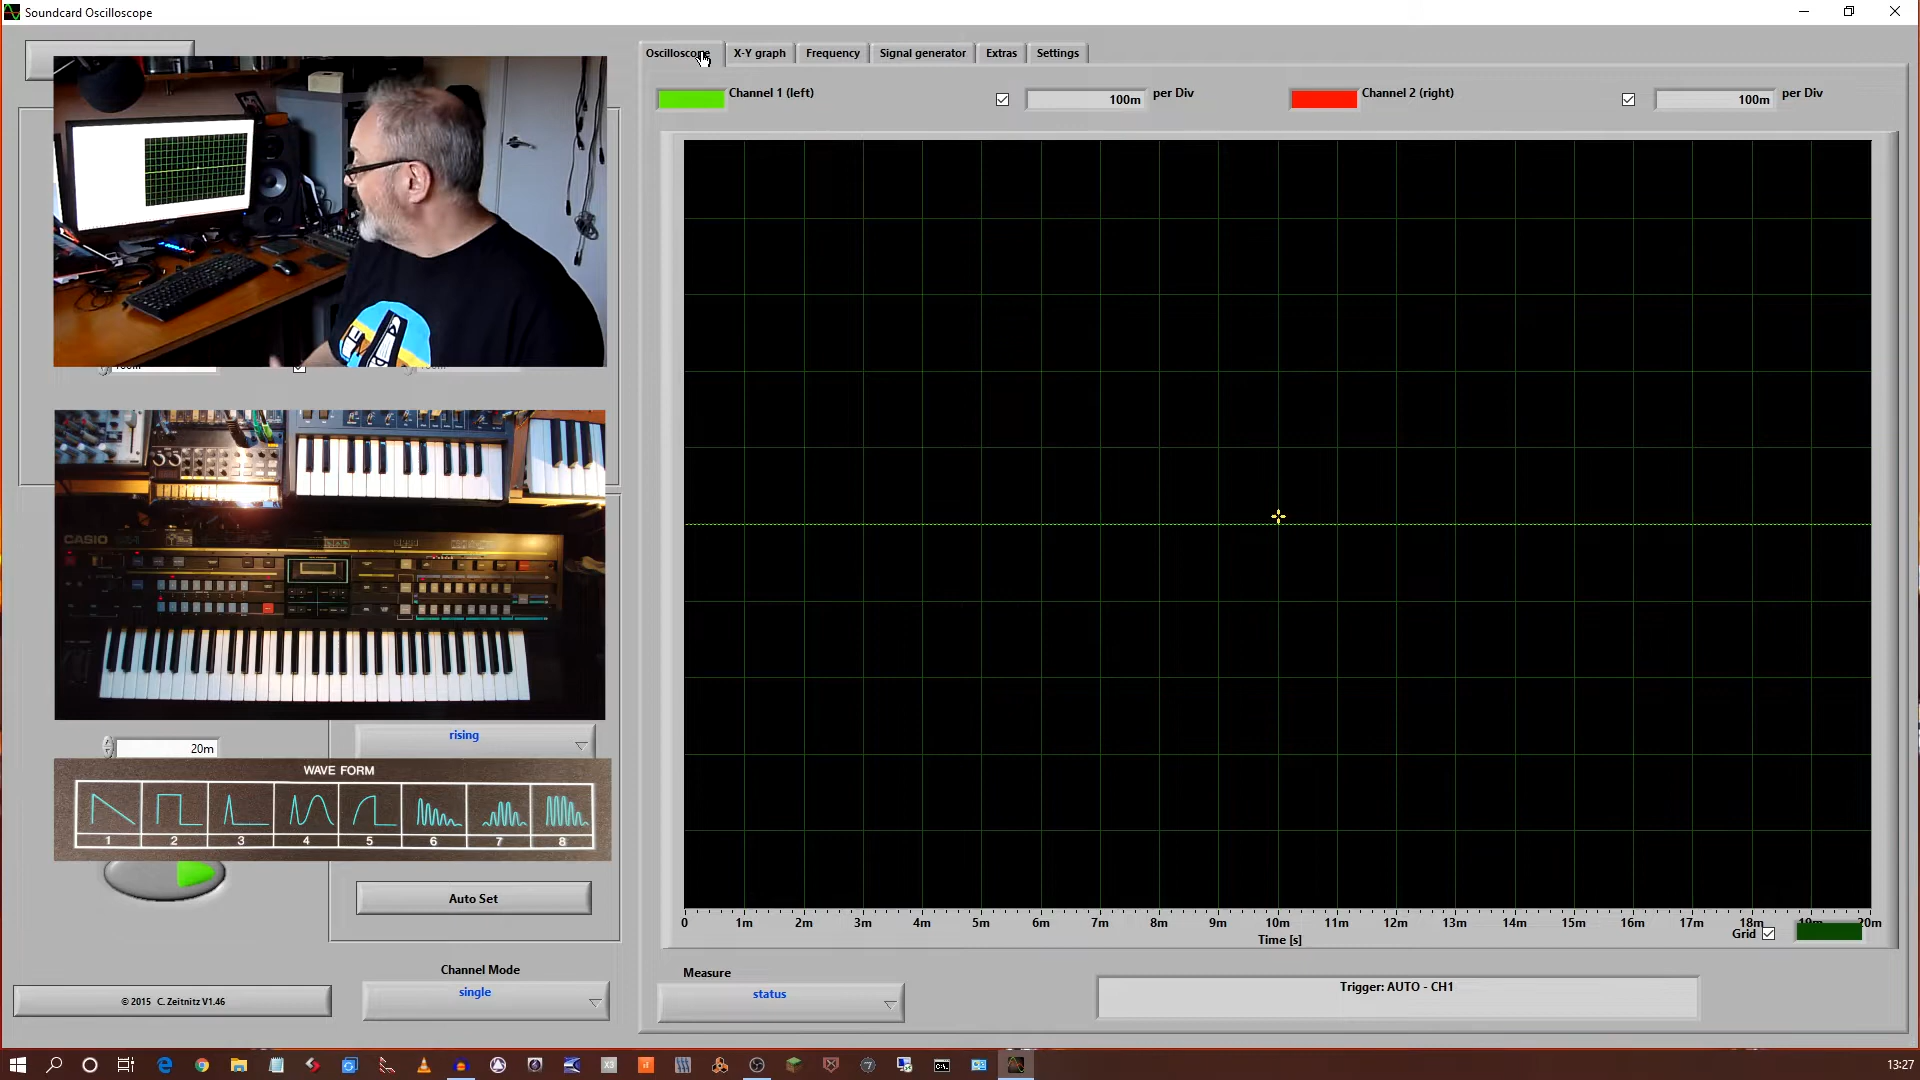 Soundcard Oscilloscope
Oscilloscope
X-Y graph
Frequency
Signal generator
Extras
Settings
Channel 1 (left)
100m
per Div
Channel 2 (right)
100m
per Div
CASIO
rising
20m
WAVE FORM
1 2 3 4 5 6 7 8
Auto Set
0 1m 2m 3m 4m 5m 6m 7m 8m 9m 10m 11m 12m 13m 14m 15m 16m 17m 18m 19m 20m
Time [s]
Grid
Channel Mode
single
Measure
status
Trigger: AUTO - CH1
© 2015 C. Zeitnitz V1.46
13:27